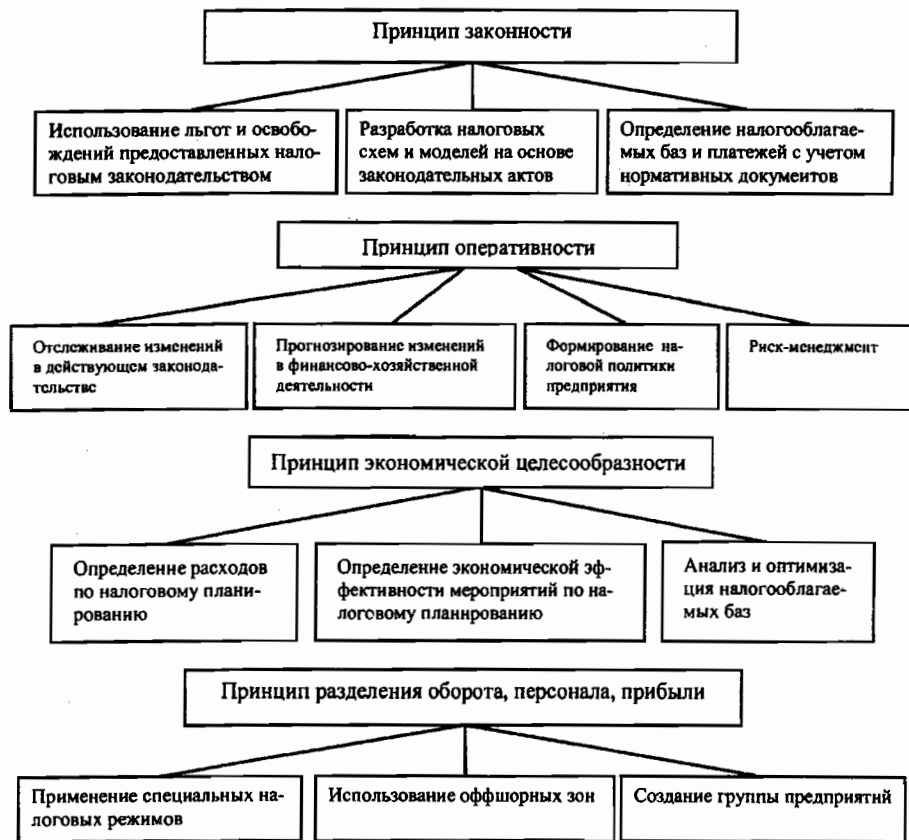 Принцип законности
Использование льгот и освобо-
ждений предоставленных нало-
говым законодательством
Разработка налоговых
схем и моделей на основе
законодательных актов
Определение налогооблагае-
мых баз и платежей с учетом
нормативных документов
Принцип оперативности
Отслеживание изменений
в действующем законода-
тельстве
Прогнозирование изменений
в финансово-хозяйственной
деятельности
Формирование на-
логовой политики
предприятия
Риск-менеджмент
Принцип экономической целесообразности
Определение расходов
по налоговому плани-
рованию
Определение экономической эф-
фективности мероприятий по на-
логовому планированию
Анализ и оптимиза-
ция налогооблагае-
мых баз
Принцип разделения оборота, персонала, прибыли
Применение специальных на-
логовых режимов
Использование оффшорных зон
Создание группы предприятий